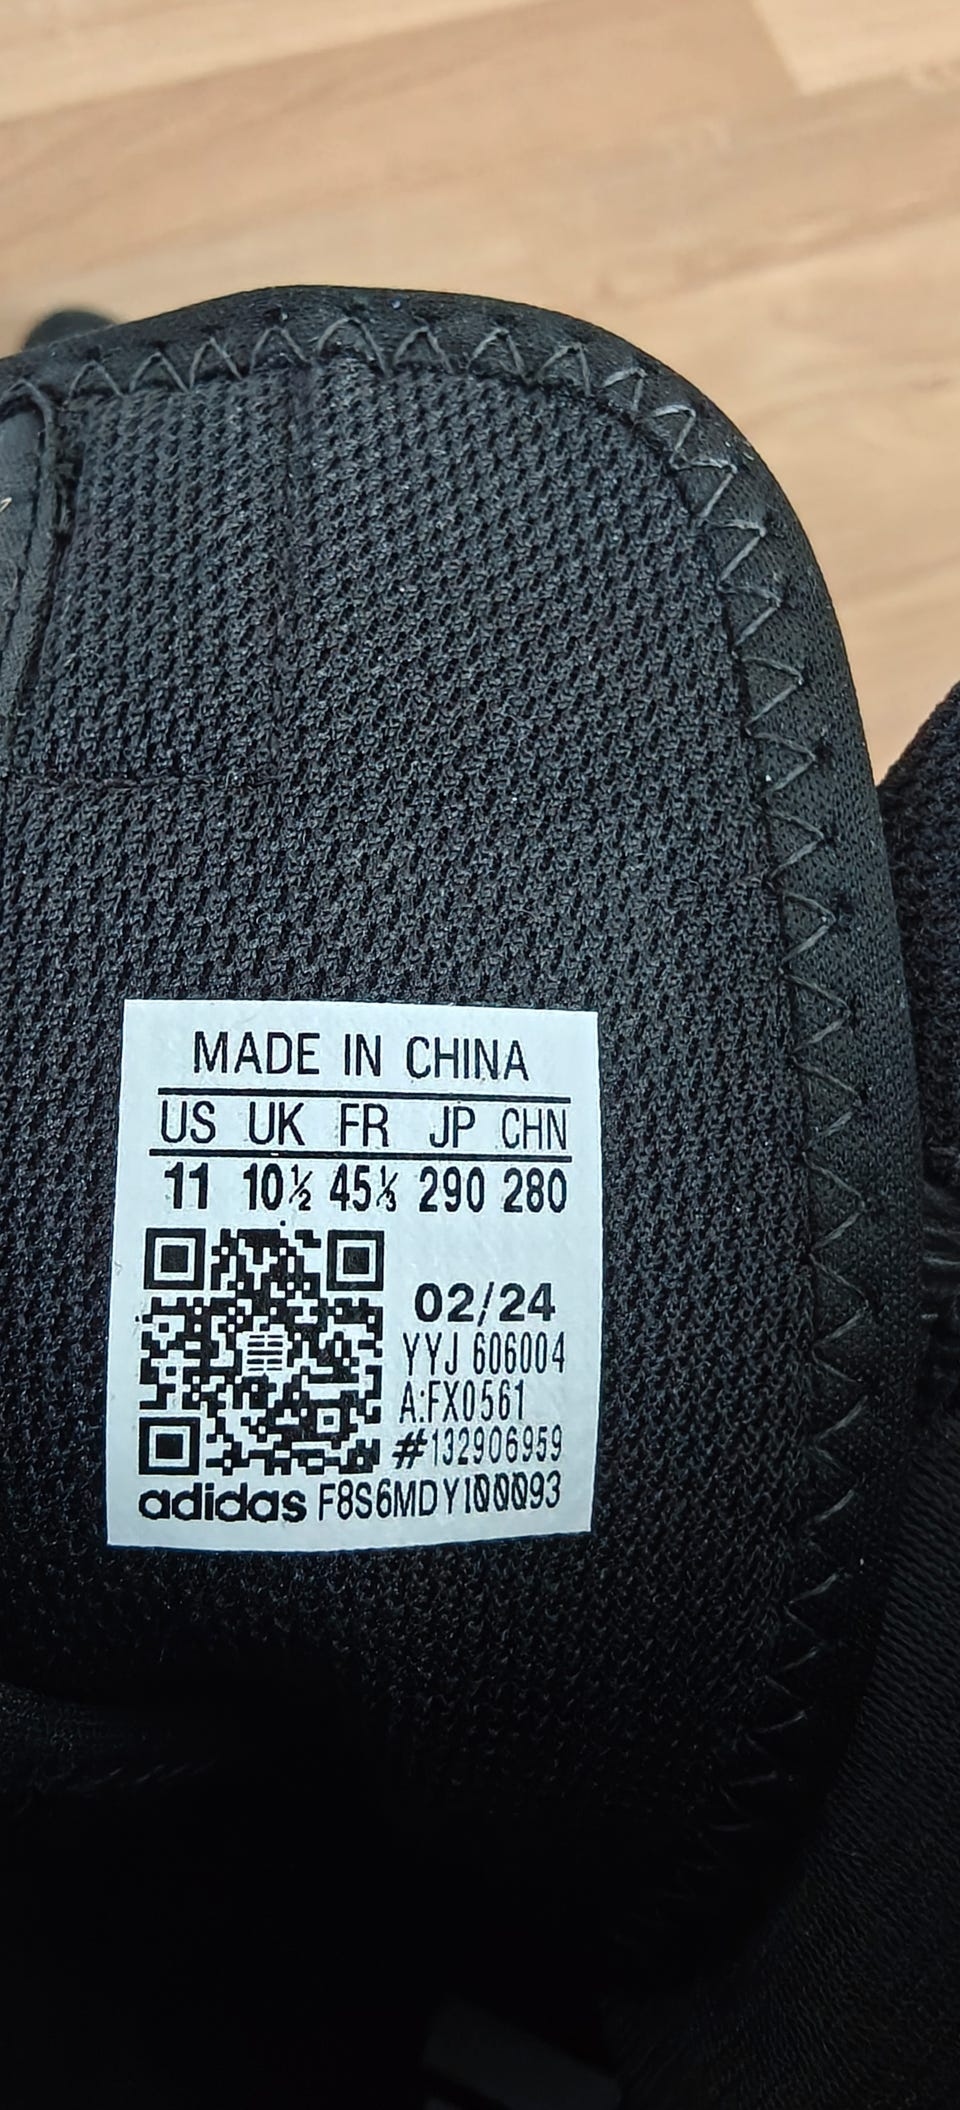 MADE IN CHINA
US UK FR JP CHN
11 10½ 45⅓ 290 280
02/24
YYJ 606004
A:FX0561
#132906959
adidas F8S6MDY100093